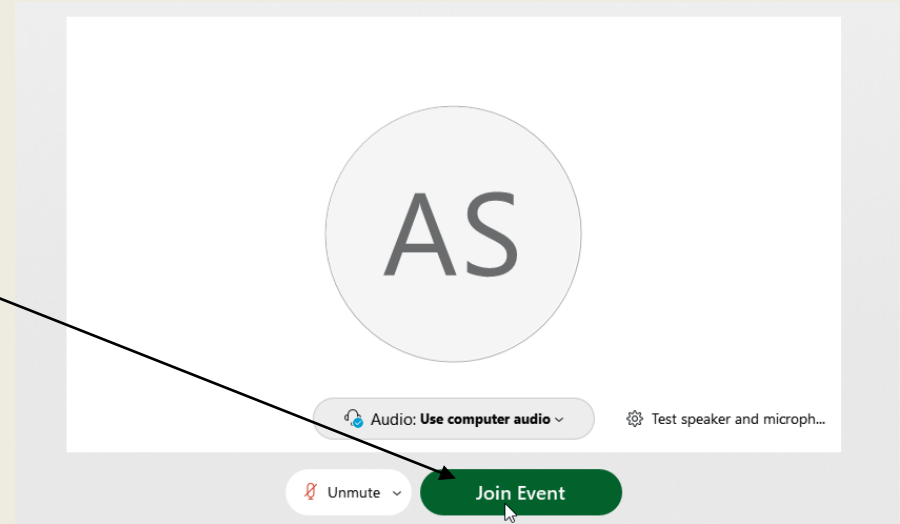 AS
Audio: Use computer audio
Test speaker and microph...
Unmute
Join Event